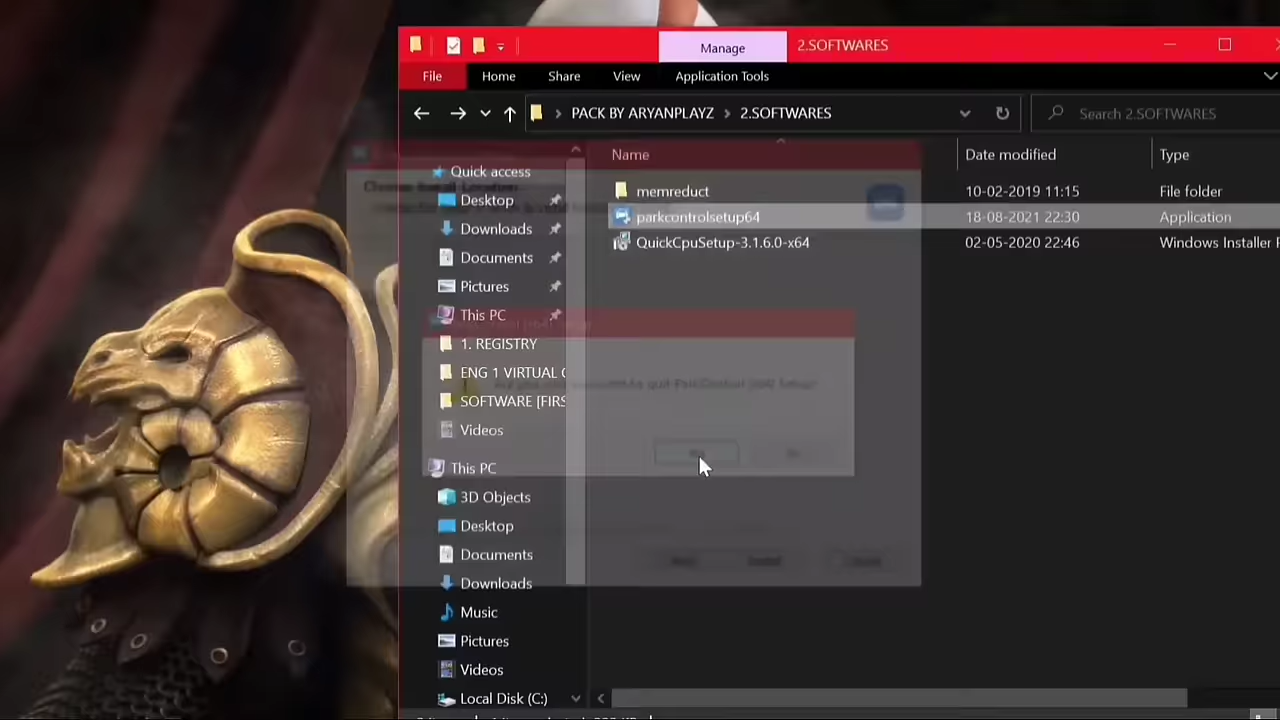 Manage
2.SOFTWARES
File
Home
Share
View
Application Tools
PACK BY ARYANPLAYZ
2.SOFTWARES
Search 2.SOFTWARES
Name
Date modified
Type
Quick access
Desktop
Downloads
Documents
Pictures
This PC
1. REGISTRY
ENG 1 VIRTUAL
SOFTWARE [FIRS
Videos
This PC
3D Objects
Desktop
Documents
Downloads
Music
Pictures
Videos
Local Disk (C:)
memreduct 10-02-2019 11:15 File folder
parkcontrolsetup64 18-08-2021 22:30 Application
QuickCpuSetup-3.1.6.0-x64 02-05-2020 22:46 Windows Installer